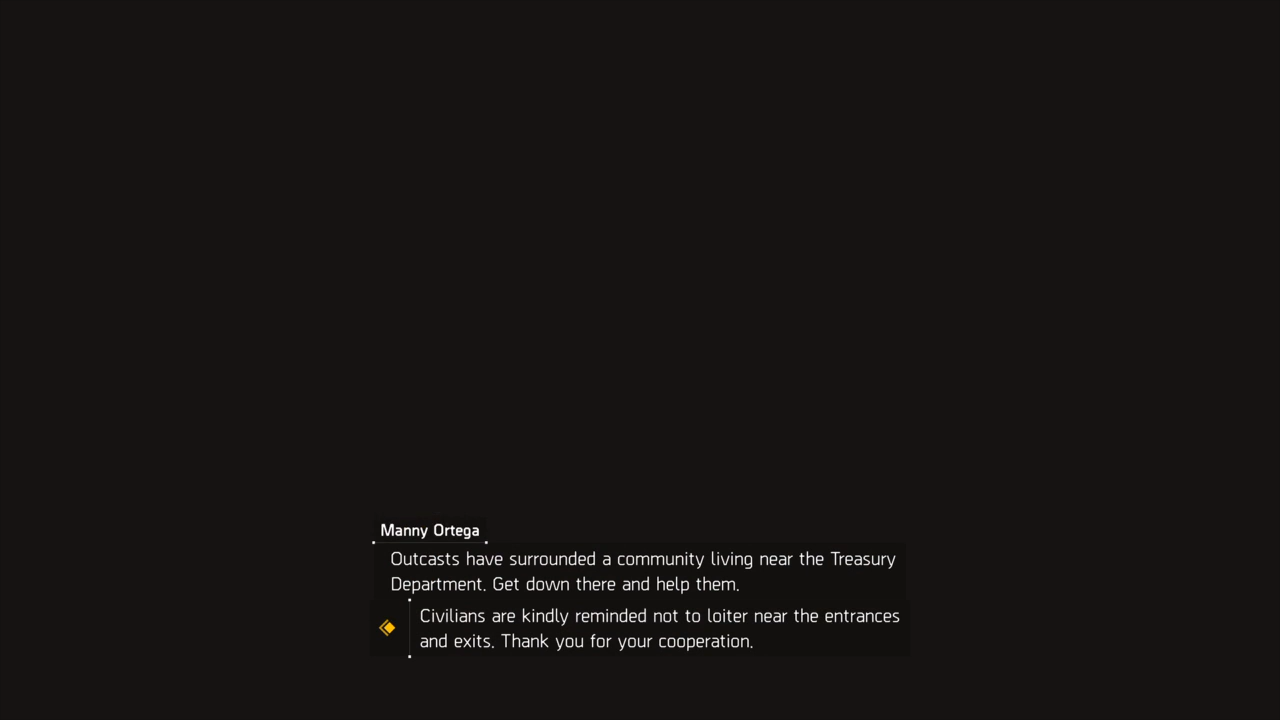 Manny Ortega
Outcasts have surrounded a community living near the Treasury
Department. Get down there and help them.
Civilians are kindly reminded not to loiter near the entrances
and exits. Thank you for your cooperation.